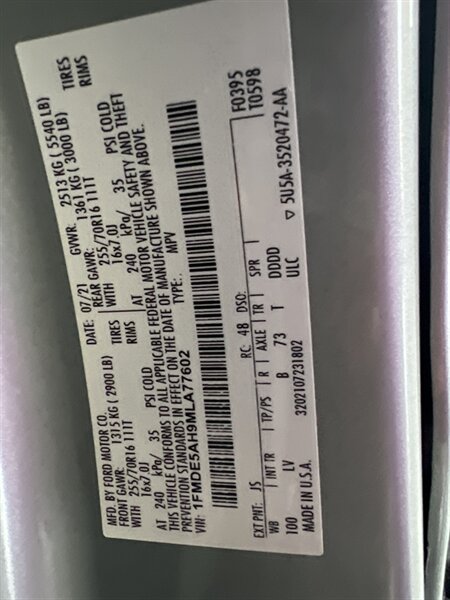 MFD. BY FORD MOTOR CO.
DATE: 07/21 GVWR: 2513 KG ( 5540 LB)
FRONT GAWR: 1315 KG ( 2900 LB) REAR GAWR: 1361 KG ( 3000 LB)
WITH 255/70R16 111T TIRES WITH 255/70R16 111T TIRES
16x7.0J RIMS 16x7.0J RIMS
AT 240 kPa/ 35 PSI COLD AT 240 kPa/ 35 PSI COLD
THIS VEHICLE CONFORMS TO ALL APPLICABLE FEDERAL MOTOR VEHICLE SAFETY AND THEFT
PREVENTION STANDARDS IN EFFECT ON THE DATE OF MANUFACTURE SHOWN ABOVE.
VIN: 1FMDE5AH9MLA77602 TYPE: MPV
F0395
T0598
EXT PNT: JS RC: 48 DSO:
WB INT TR TP/PS R AXLE TR SPR
100 LV B 73 T DDDD
ULC
MADE IN U.S.A. 3202107231802 ▽ 5U5A-3520472-AA